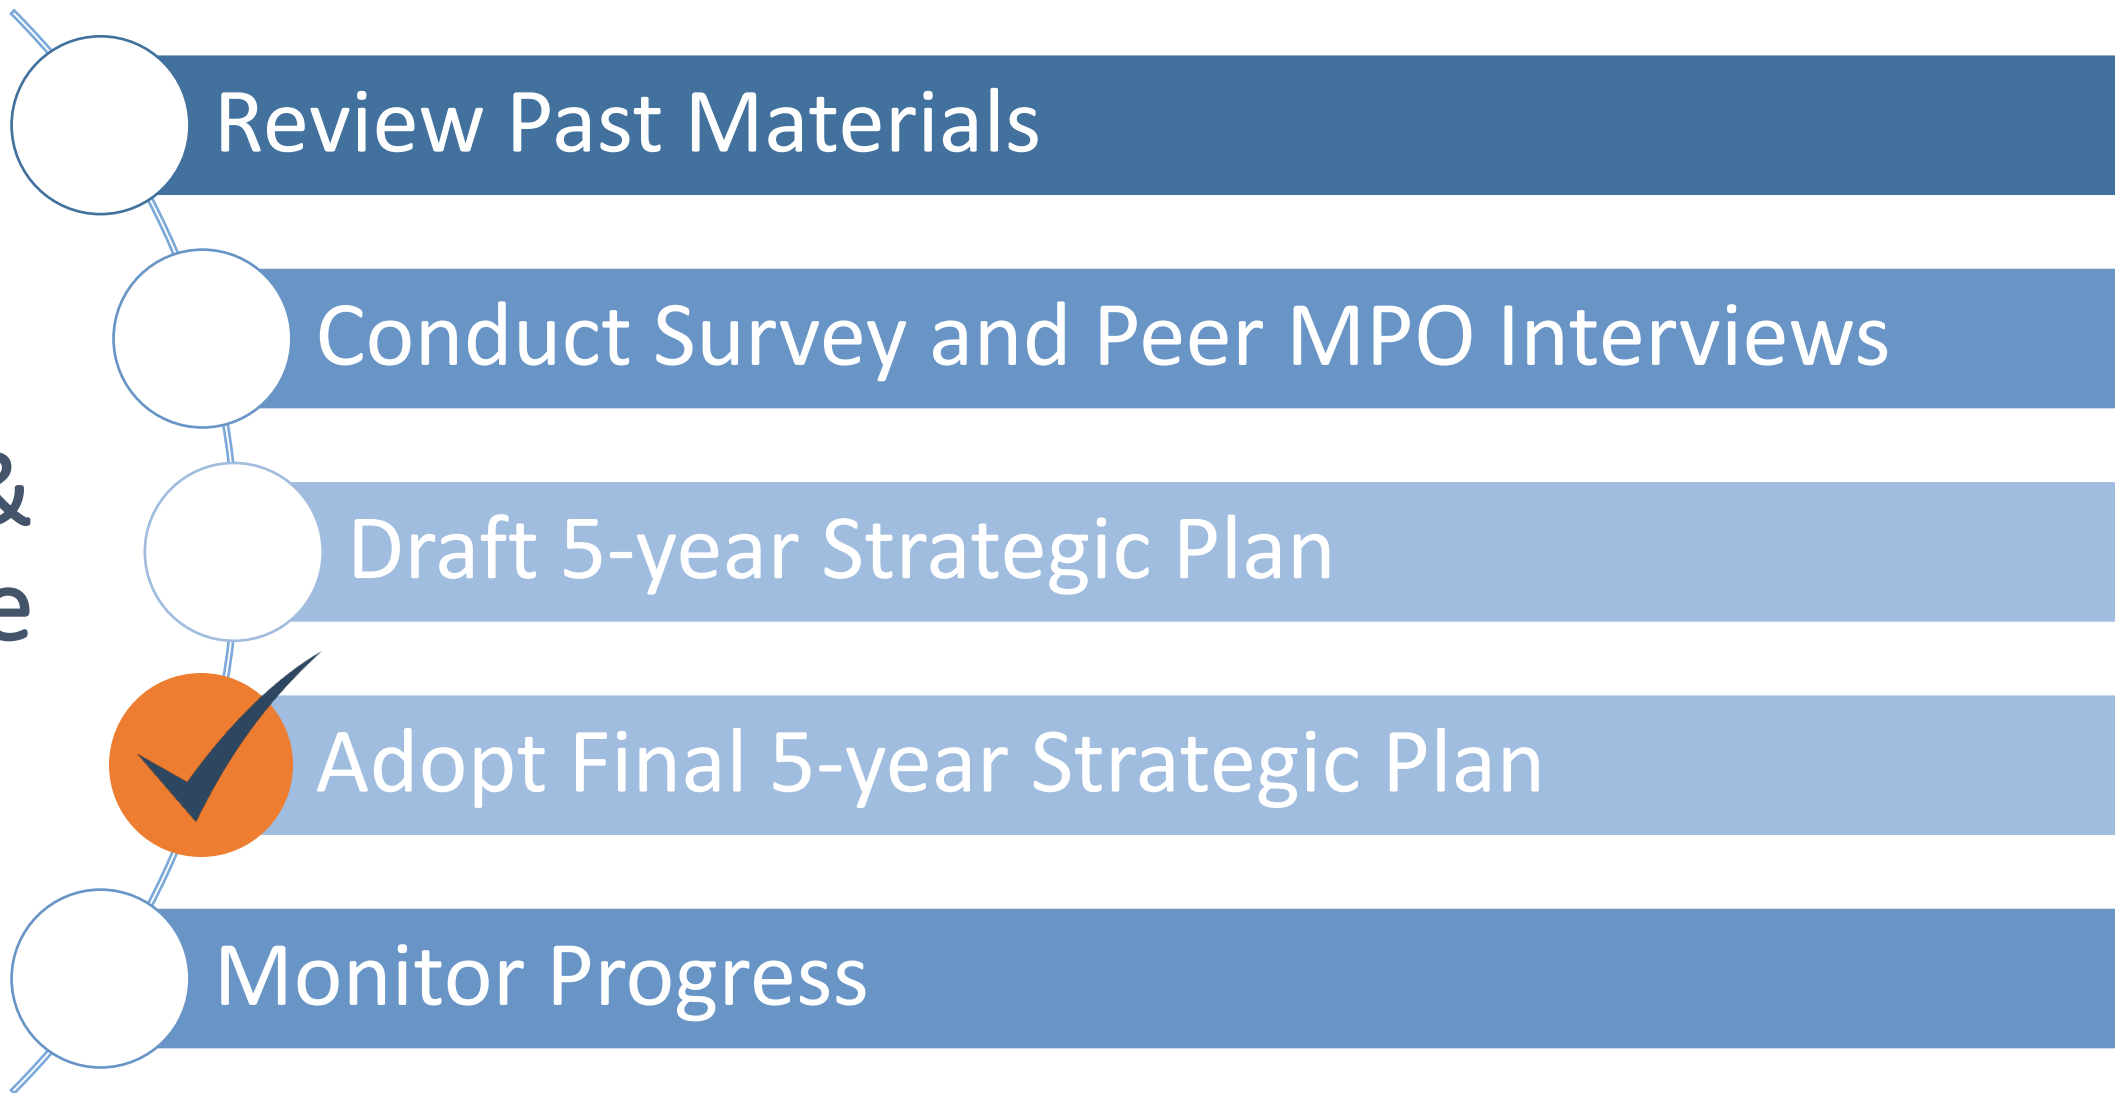 Review Past Materials
Conduct Survey and Peer MPO Interviews
&
Draft 5-year Strategic Plan
e
Adopt Final 5-year Strategic Plan
Monitor Progress